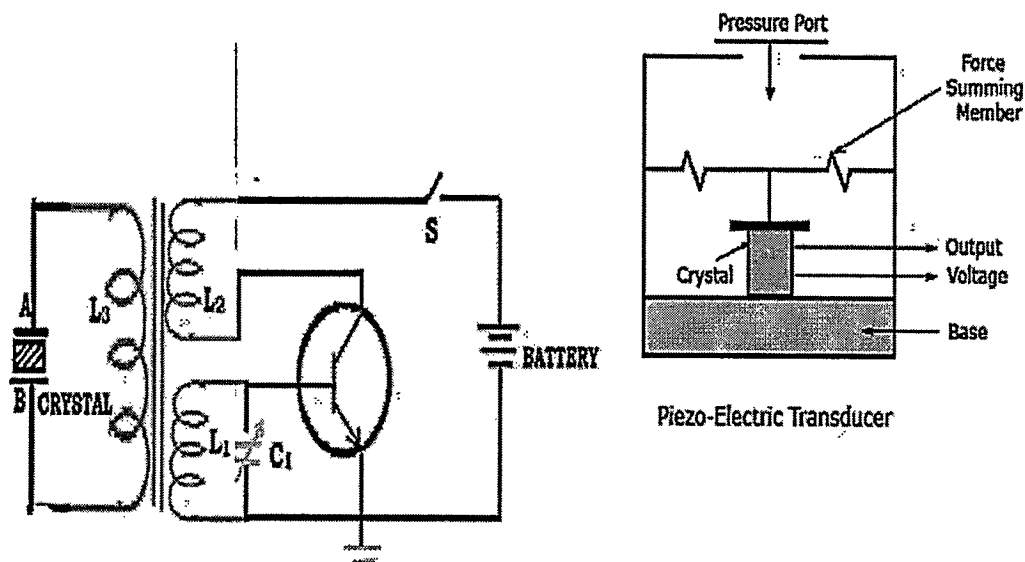 Pressure Port
Force
Summing
Member
S
A
L3
L2
Crystal
Output
Voltage
B CRYSTAL
BATTERY
Base
L1
C1
Piezo-Electric Transducer